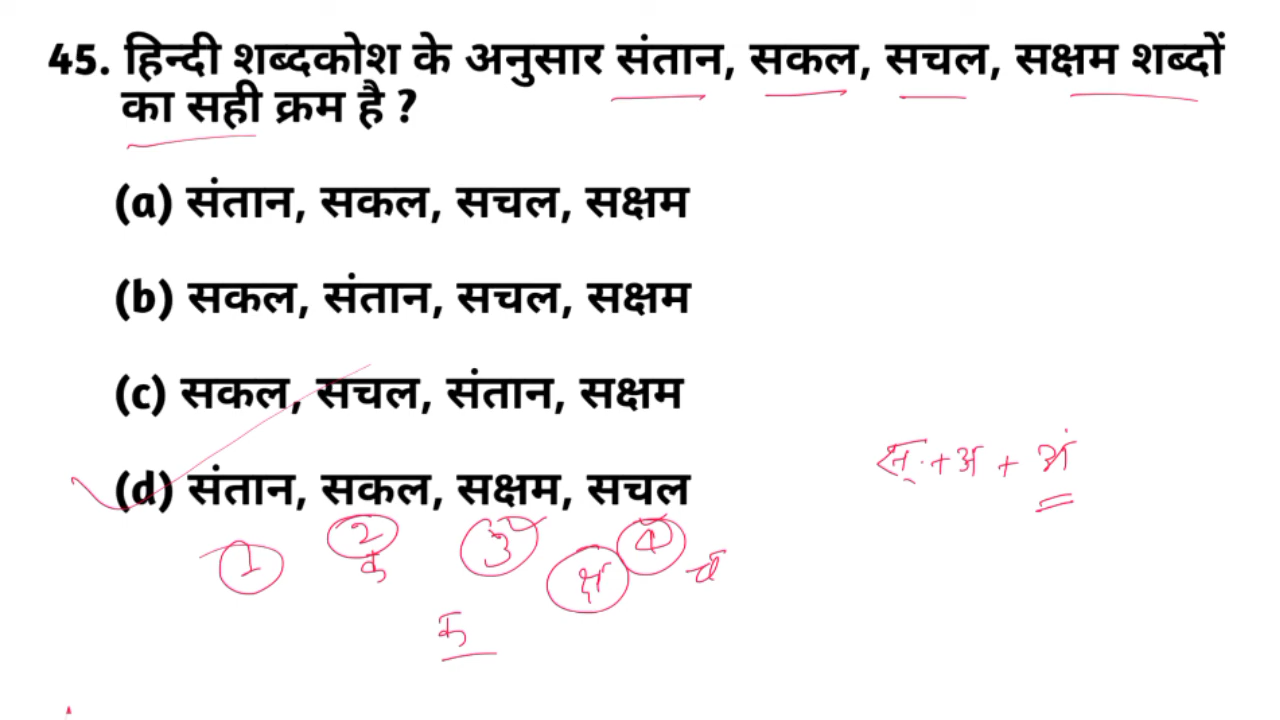 45. हिन्दी शब्दकोश के अनुसार संतान, सकल, सचल, सक्षम शब्दों
का सही क्रम है ?
(a) संतान, सकल, सचल, सक्षम
(b) सकल, संतान, सचल, सक्षम
(c) सकल, सचल, संतान, सक्षम
(d) संतान, सकल, सक्षम, सचल
स् + अ + अं
1 2 3 4
क क्ष च
क